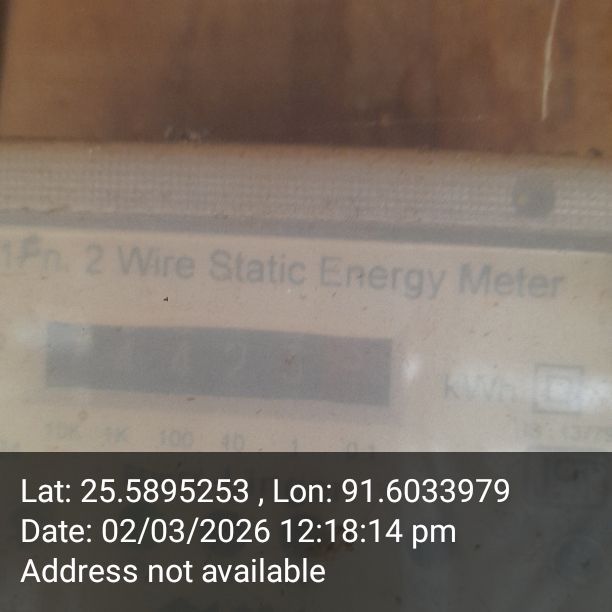 1Ph. 2 Wire Static Energy Meter
kWh
10K 1K 100 10 1 0.1
Lat: 25.5895253 , Lon: 91.6033979
Date: 02/03/2026 12:18:14 pm
Address not available